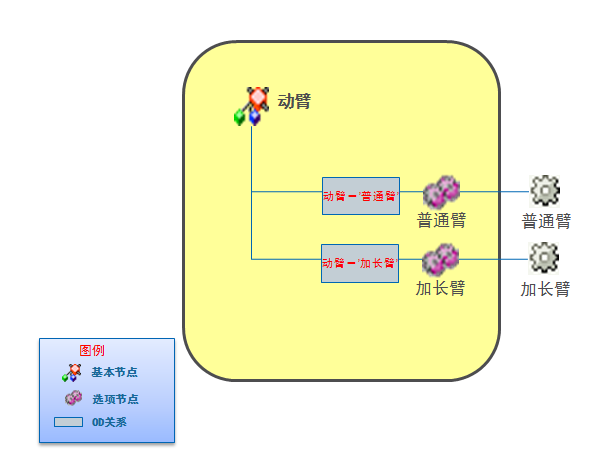 动臂
动臂='普通臂'
普通臂
普通臂
动臂='加长臂'
加长臂
加长臂
图例
基本节点
选项节点
OD关系